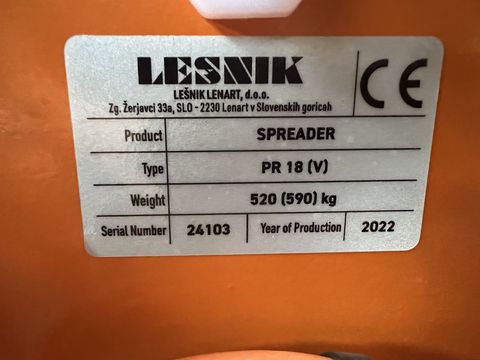 LESNIK
LEŠNIK LENART, d.o.o.
Zg. Žerjavci 33a, SLO - 2230 Lenart v Slovenskih goricah
CE
Product SPREADER
Type PR 18 (V)
Weight 520 (590) kg
Serial Number 24103 Year of Production 2022